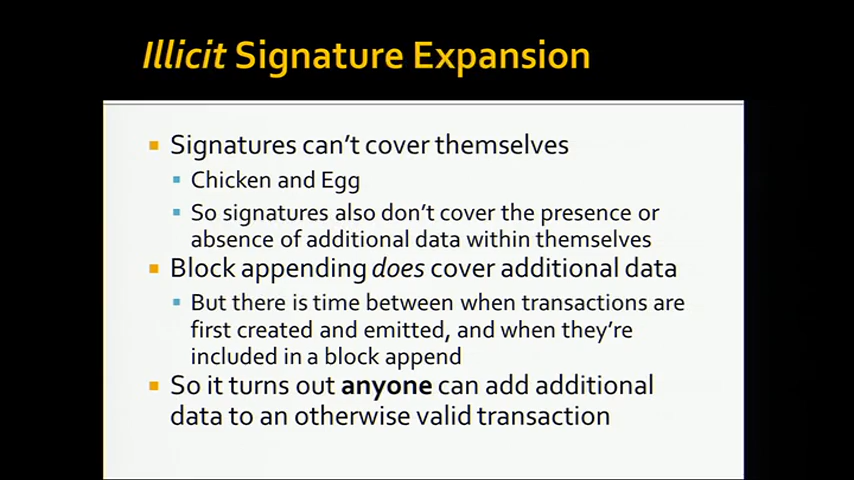 Illicit Signature Expansion
Signatures can't cover themselves
Chicken and Egg
So signatures also don't cover the presence or
absence of additional data within themselves
Block appending does cover additional data
But there is time between when transactions are
first created and emitted, and when they're
included in a block append
So it turns out anyone can add additional
data to an otherwise valid transaction